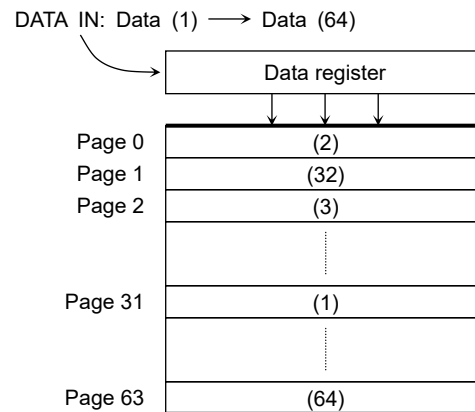 DATA IN: Data (1) → Data (64)
Data register
Page 0 (2)
Page 1 (32)
Page 2 (3)
Page 31 (1)
Page 63 (64)